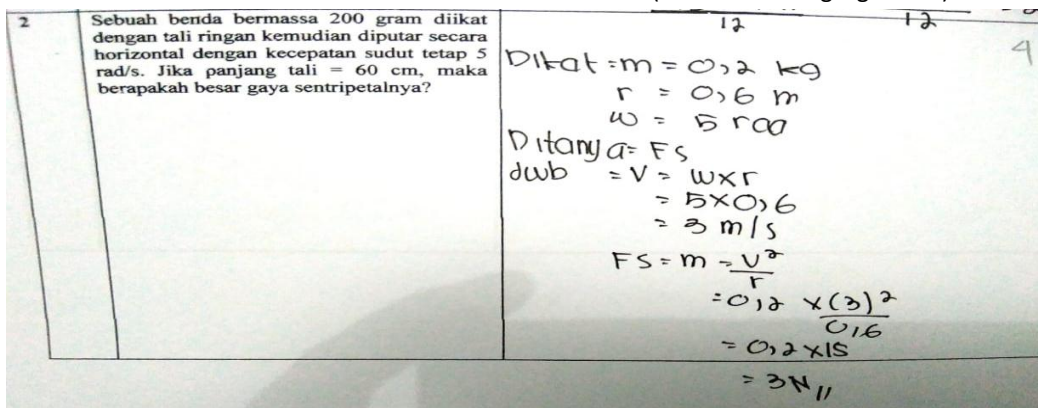 12 12
2 Sebuah benda bermassa 200 gram diikat
dengan tali ringan kemudian diputar secara
horizontal dengan kecepatan sudut tetap 5
rad/s. Jika panjang tali = 60 cm, maka
berapakah besar gaya sentripetalnya?
4
Dikat : m = 0,2 kg
r = 0,6 m
ω = 5 rad
Ditanya = Fs
Jwb = V = W×r
= 5×0,6
= 3 m/s
FS = m = V²
r
= 0,2 × (3)²
0,6
= 0,2 × 15
= 3 N //